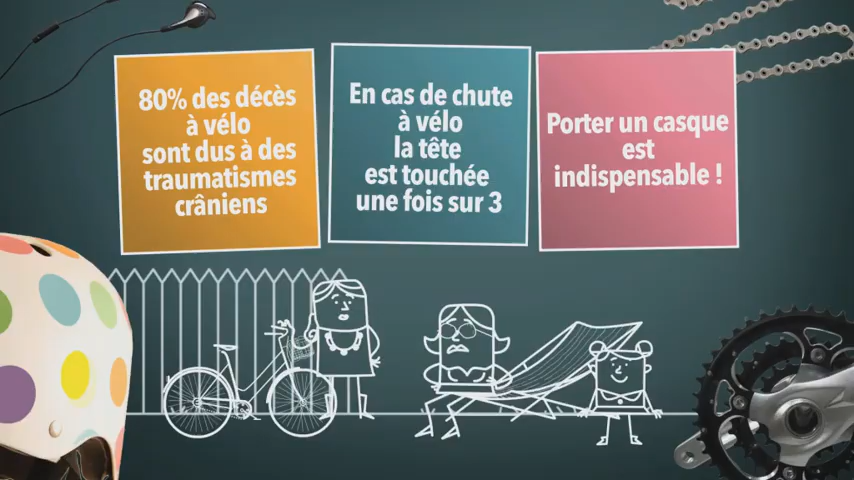 80% des décès
à vélo
sont dus à des
traumatismes
crâniens
En cas de chute
à vélo
la tête
est touchée
une fois sur 3
Porter un casque
est
indispensable !